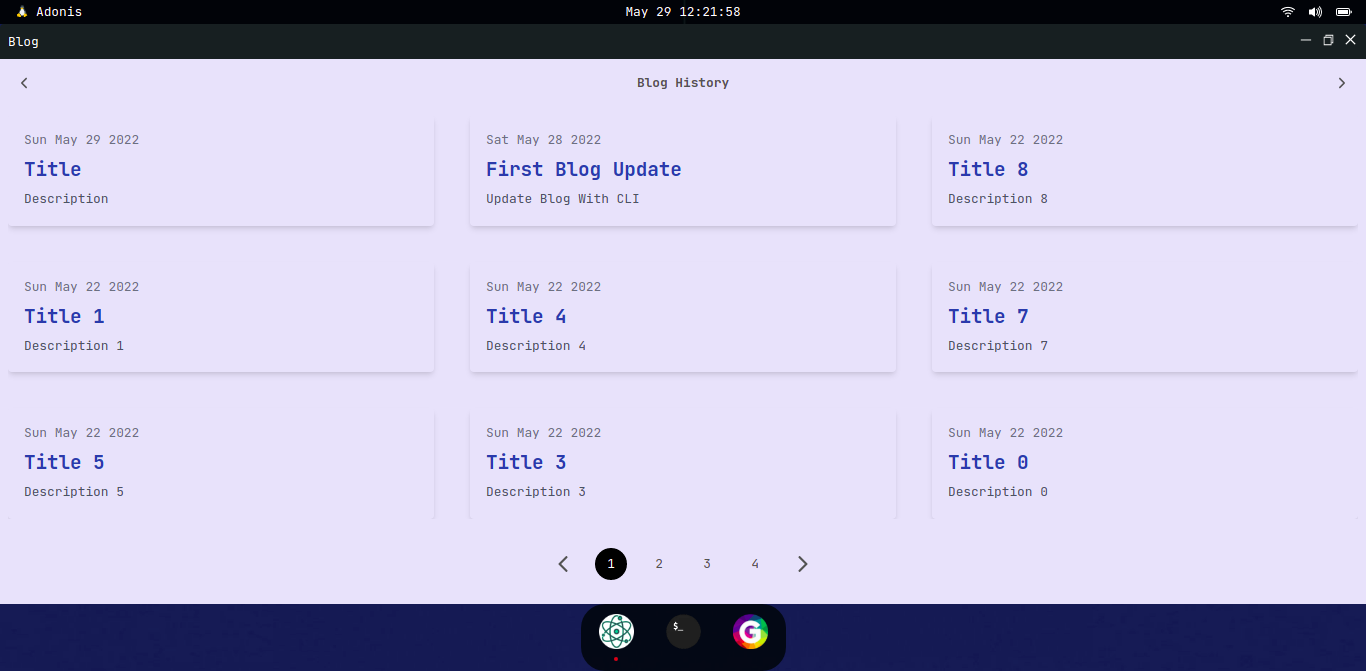 Adonis
May 29 12:21:58
Blog
Blog History
Sun May 29 2022
Title
Description
Sat May 28 2022
First Blog Update
Update Blog With CLI
Sun May 22 2022
Title 8
Description 8
Sun May 22 2022
Title 1
Description 1
Sun May 22 2022
Title 4
Description 4
Sun May 22 2022
Title 7
Description 7
Sun May 22 2022
Title 5
Description 5
Sun May 22 2022
Title 3
Description 3
Sun May 22 2022
Title 0
Description 0
1 2 3 4
$_
G